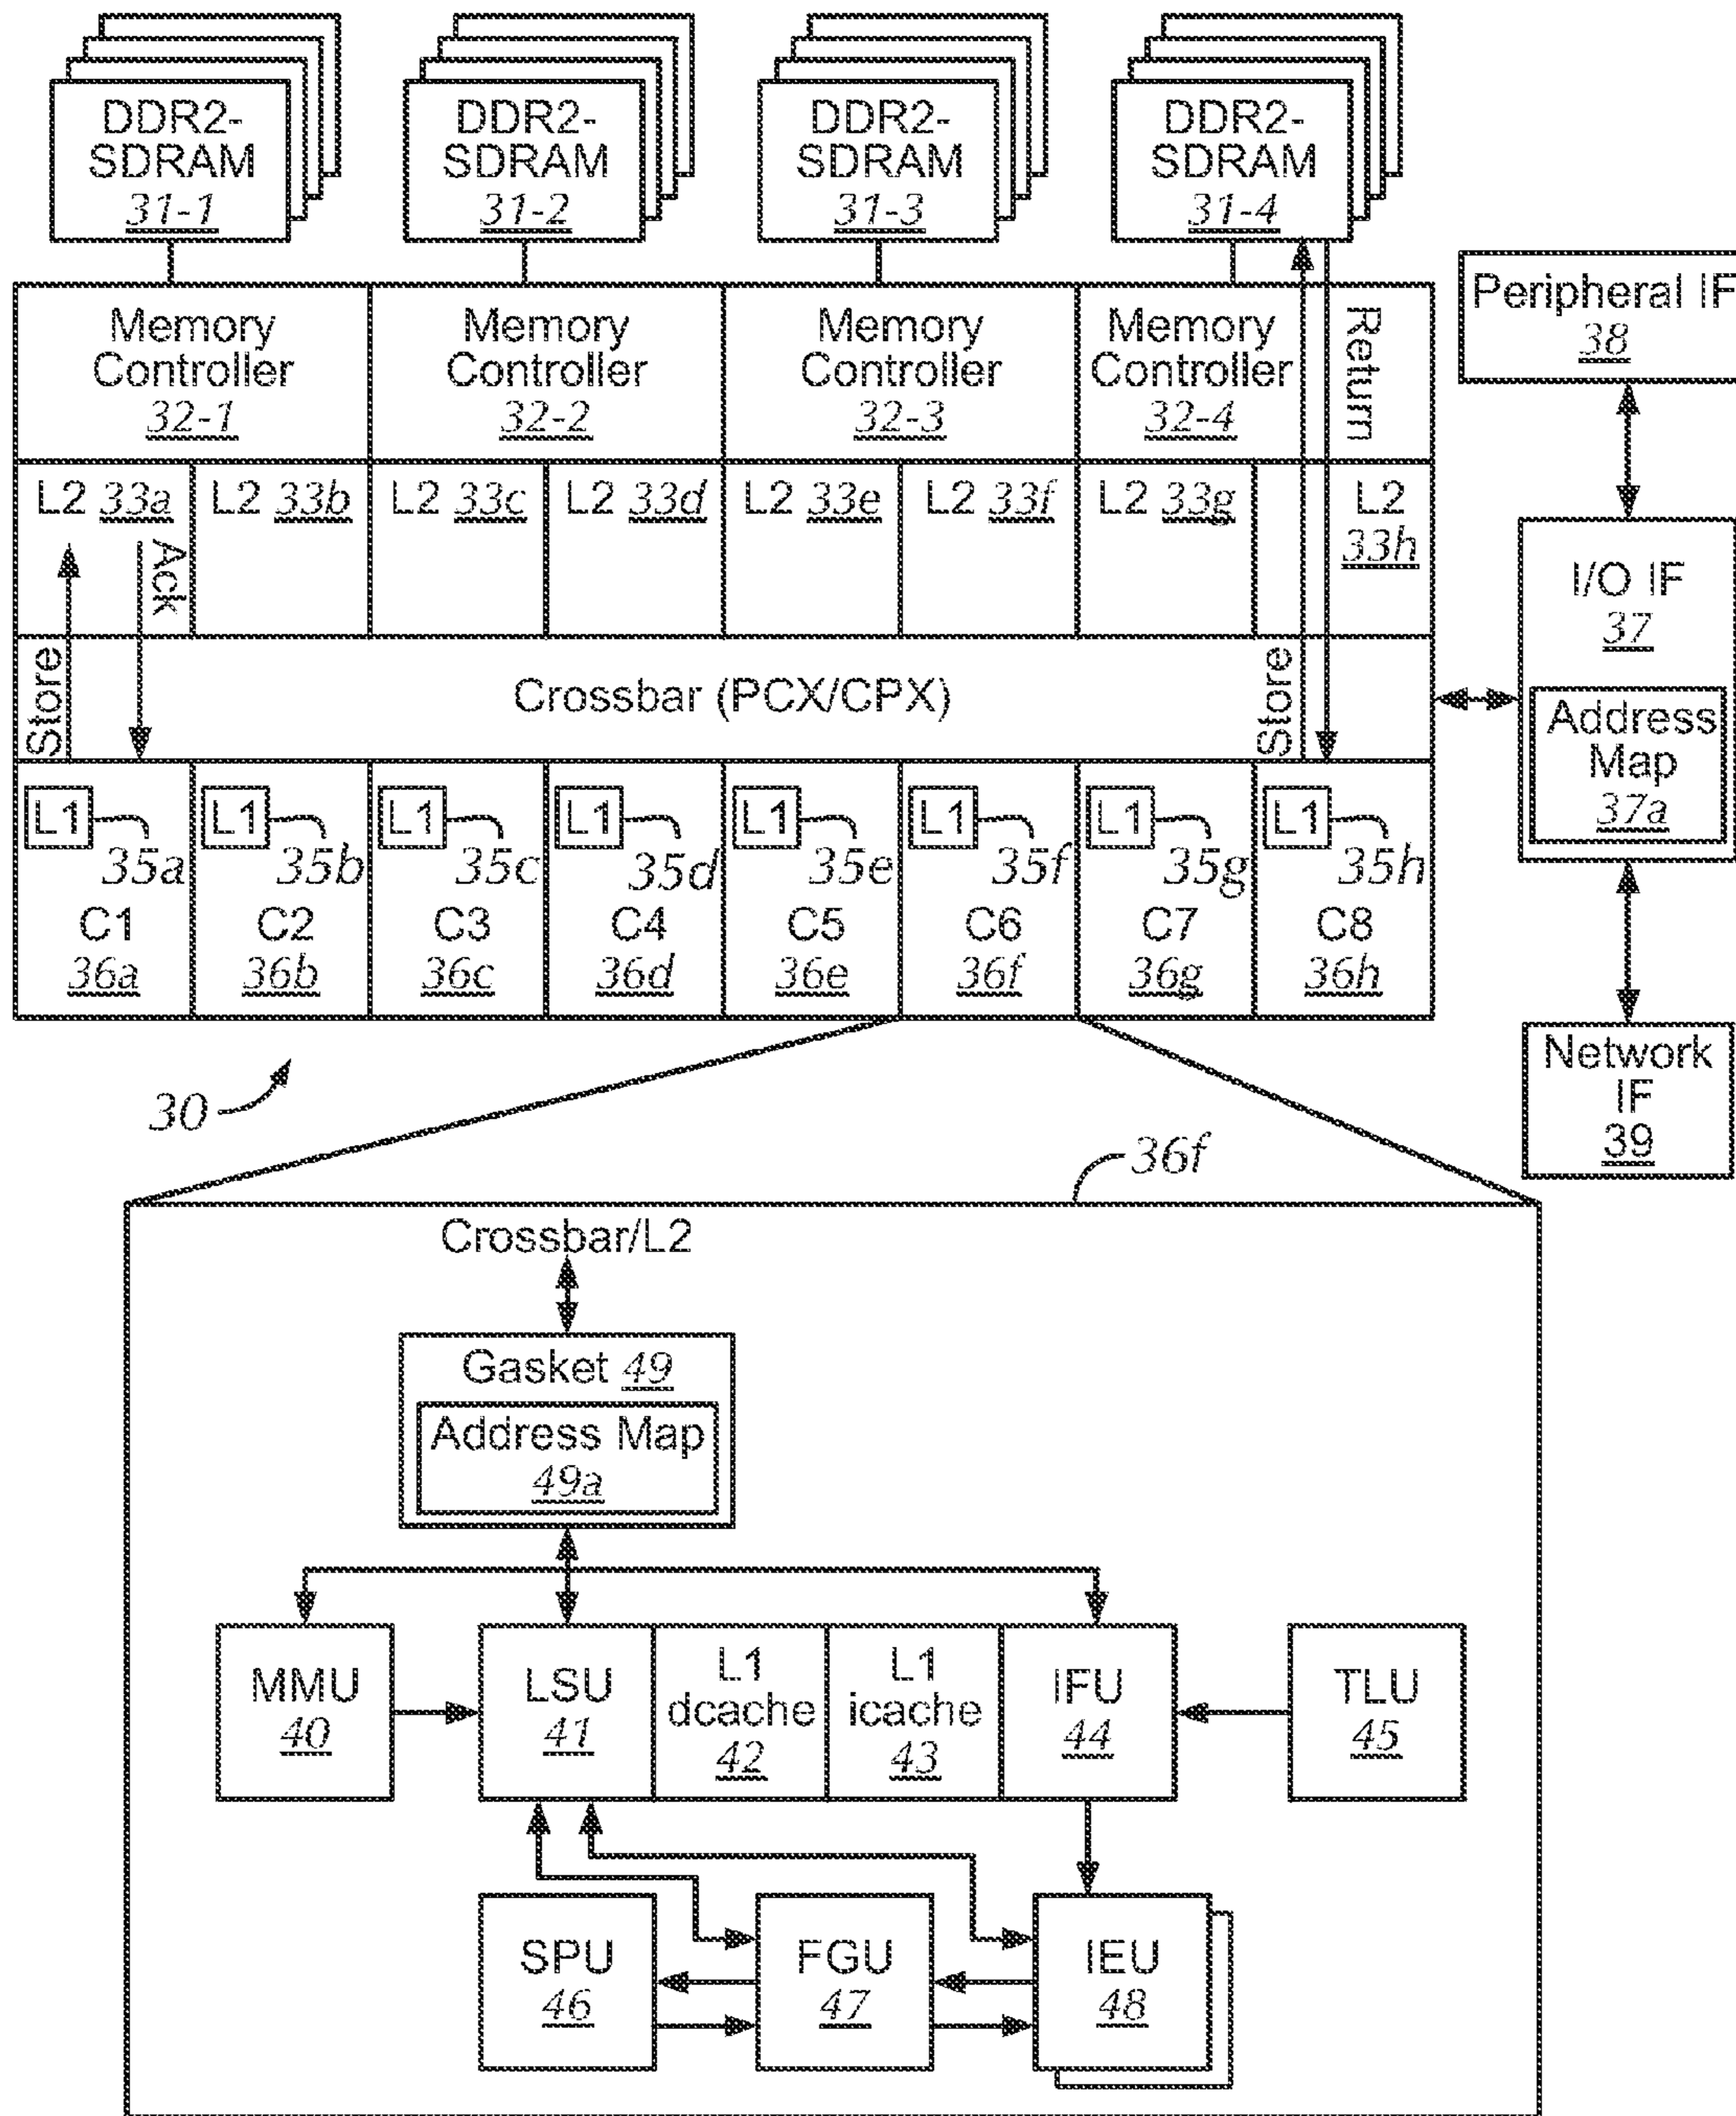 DDR2-
SDRAM
31-1
DDR2-
SDRAM
31-2
DDR2-
SDRAM
31-3
DDR2-
SDRAM
31-4
Memory
Controller
32-1
Memory
Controller
32-2
Memory
Controller
32-3
Memory
Controller
32-4
Return
Peripheral IF
38
L2 33a
L2 33b
L2 33c
L2 33d
L2 33e
L2 33f
L2 33g
L2
33h
Ack
Store
Crossbar (PCX/CPX)
Store
I/O IF
37
Address
Map
37a
L1
35a
C1
36a
L1
35b
C2
36b
L1
35c
C3
36c
L1
35d
C4
36d
L1
35e
C5
36e
L1
35f
C6
36f
L1
35g
C7
36g
L1
35h
C8
36h
Network
IF
39
30
36f
Crossbar/L2
Gasket 49
Address Map
49a
MMU
40
LSU
41
L1
dcache
42
L1
icache
43
IFU
44
TLU
45
SPU
46
FGU
47
IEU
48